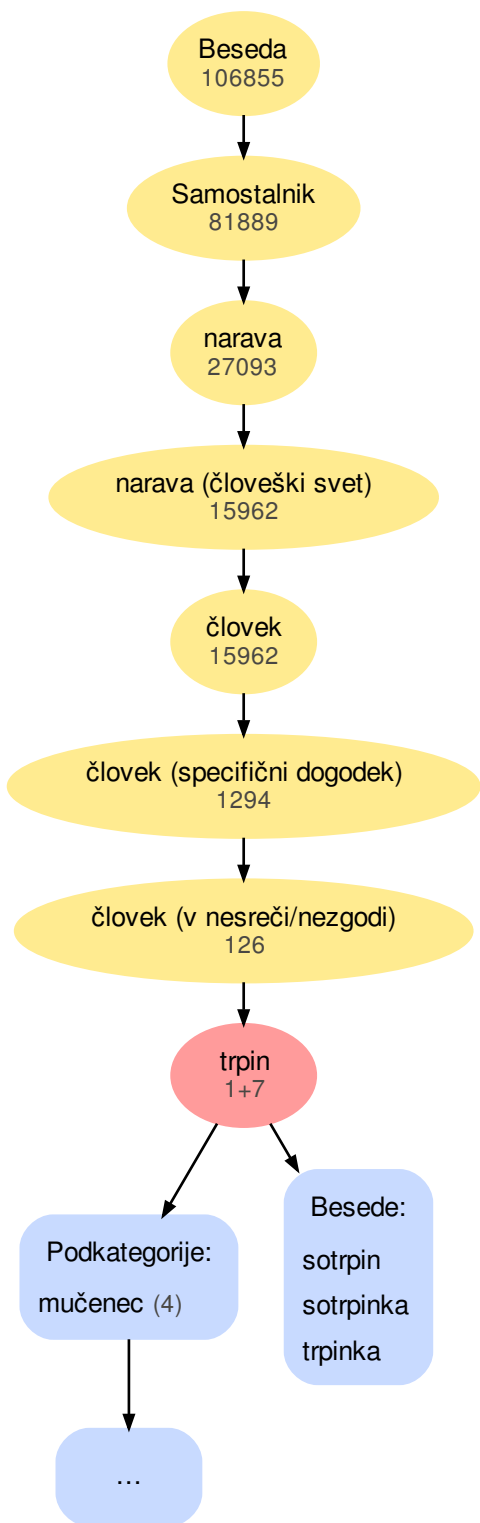 Beseda
106855
Samostalnik
81889
narava
27093
narava (človeški svet)
15962
človek
15962
človek (specifični dogodek)
1294
človek (v nesreči/nezgodi)
126
trpin
1+7
Podkategorije:
mučenec (4)
...
Besede:
sotrpin
sotrpinka
trpinka